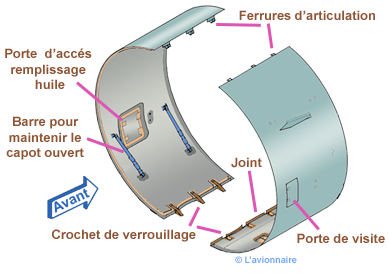 Ferrures d'articulation
Porte d'accés
remplissage
huile
Barre pour
maintenir le
capot ouvert
Avant
Joint
Crochet de verrouillage
Porte de visite
© L'avionnaire